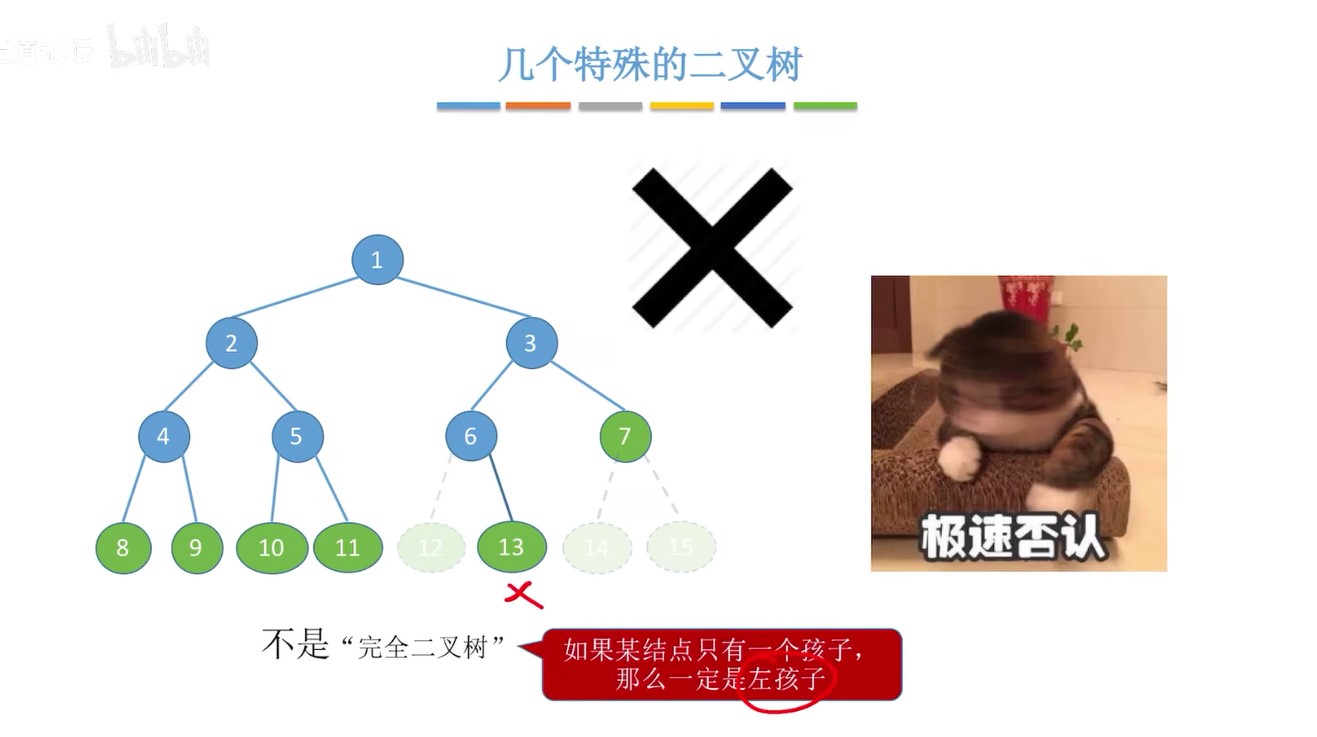 bilibili
几个特殊的二叉树
1
2
3
4
5
6
7
8
9
10
11
12
13
14
15
极速否认
不是“完全二叉树”
如果某结点只有一个孩子，
那么一定是左孩子